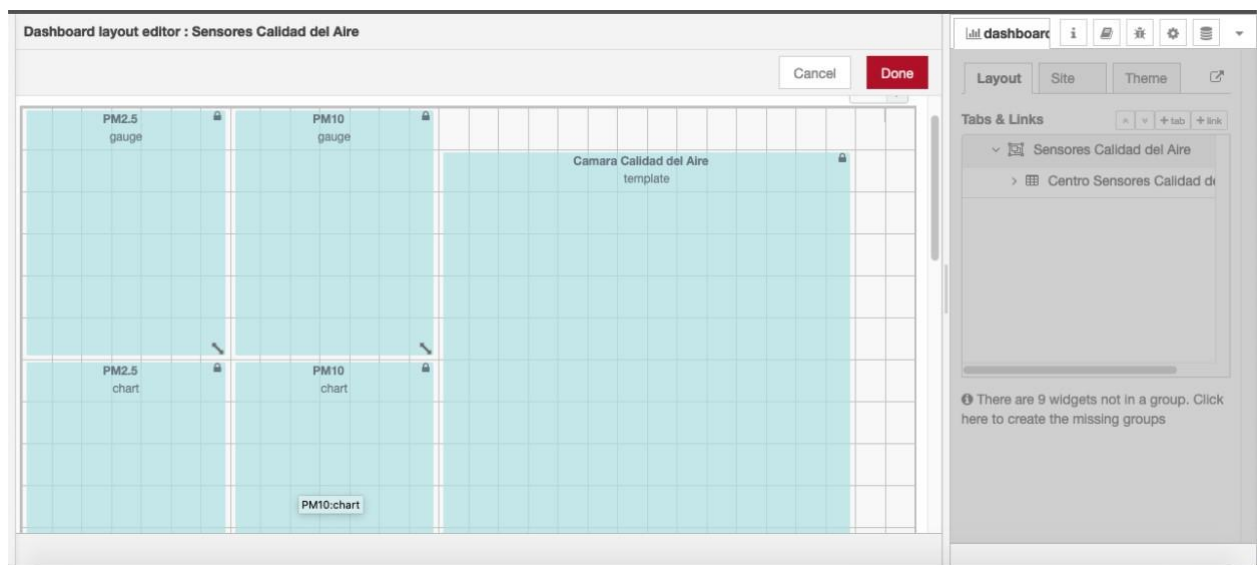 Dashboard layout editor : Sensores Calidad del Aire
Cancel
Done
PM2.5
gauge
PM10
gauge
Camara Calidad del Aire
template
PM2.5
chart
PM10
chart
PM10:chart
dashboard
i
Layout
Site
Theme
Tabs & Links
+ tab
+ link
Sensores Calidad del Aire
Centro Sensores Calidad de
There are 9 widgets not in a group. Click
here to create the missing groups